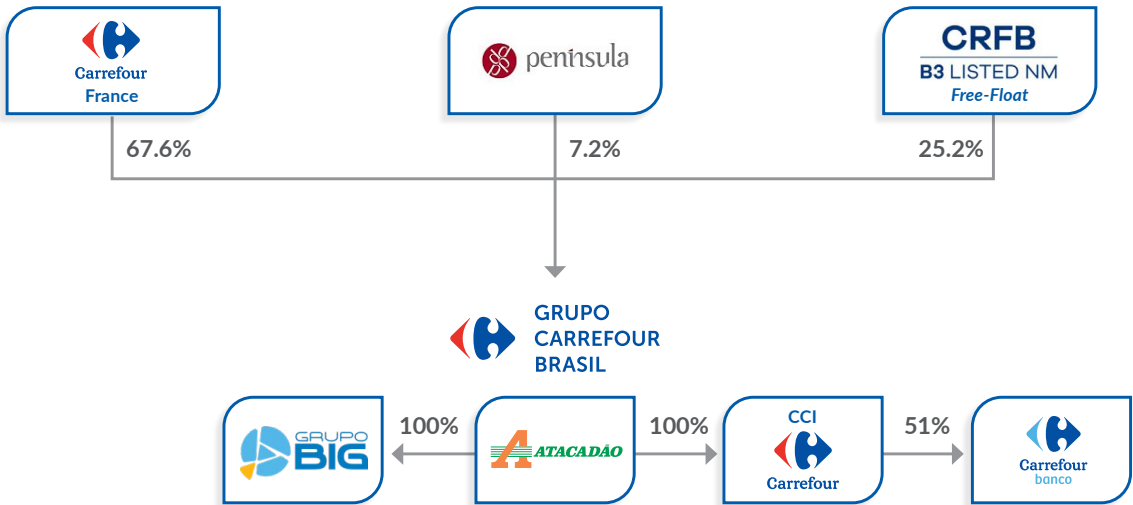 Carrefour
France
península
CRFB
B3 LISTED NM
Free-Float
67.6%
7.2%
25.2%
GRUPO
CARREFOUR
BRASIL
GRUPO
BIG
100%
A ATACADÃO
100%
CCI
Carrefour
51%
Carrefour
banco